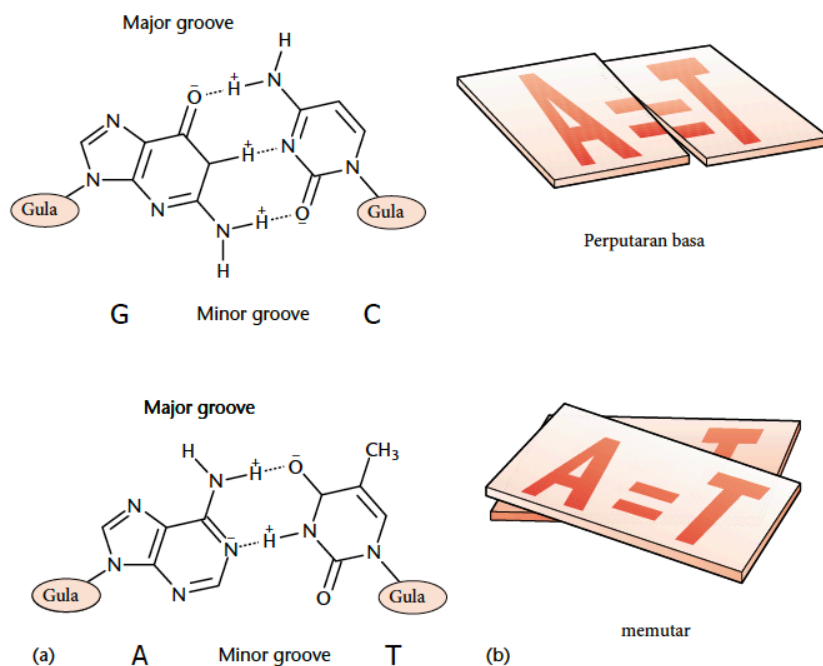 Major groove
H
O
−
H
+
N
N
N
H
+
N
N
N
N
N
H
+
O
−
Gula
Gula
H
G
Minor groove
C
A=T
Perputaran basa
Major groove
H
N
H
+
O
−
CH3
N
N
−
H
+
N
N
N
N
O
Gula
Gula
(a)
A
Minor groove
T
(b)
A=T
T
memutar